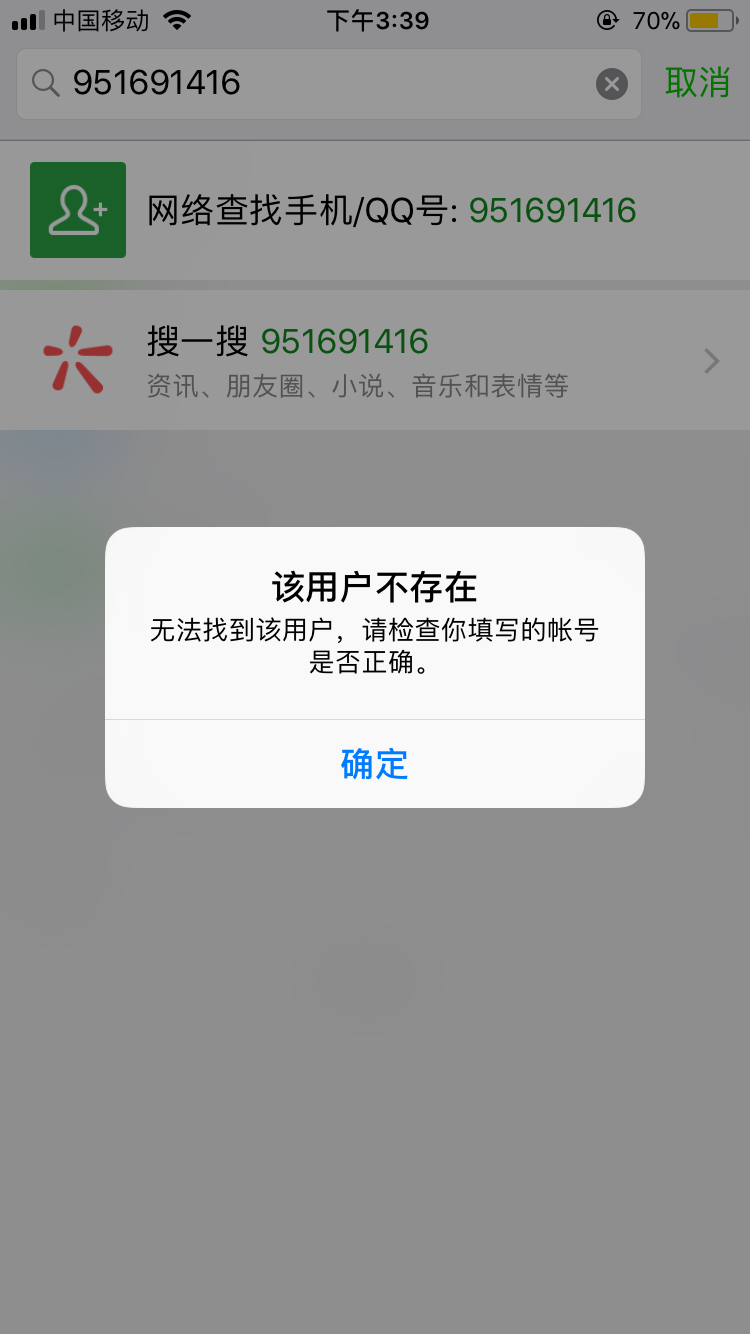 中国移动 下午3:39 70%
951691416 取消
网络查找手机/QQ号: 951691416
搜一搜 951691416
资讯、朋友圈、小说、音乐和表情等
该用户不存在
无法找到该用户，请检查你填写的帐号
是否正确。
确定